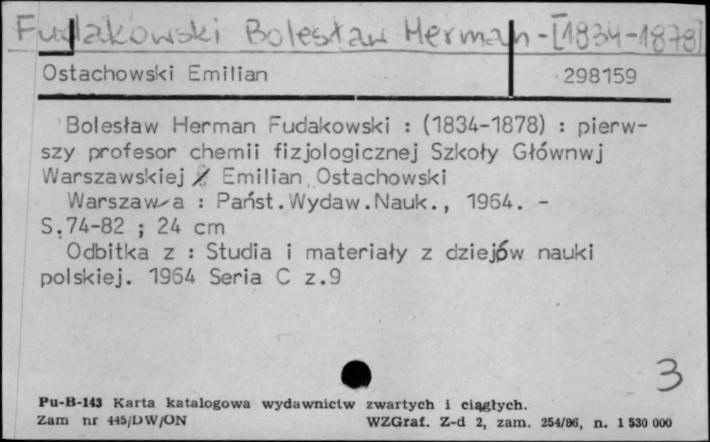 Fudakowski Bolesław Herman - [1834-1878]
Ostachowski Emilian 298159
Bolesław Herman Fudakowski : (1834-1878) : pierw-
szy profesor chemii fizjologicznej Szkoły Głównwj
Warszawskiej / Emilian Ostachowski
Warszawa : Państ.Wydaw.Nauk., 1964. -
S.74-82 ; 24 cm
Odbitka z : Studia i materiały z dziejów nauki
polskiej. 1964 Seria C z.9
3
Pu-B-143 Karta katalogowa wydawnictw zwartych i ciągłych.
Zam nr 445/DW/ON WZGraf. Z-d 2, zam. 254/86, n. 1 530 000